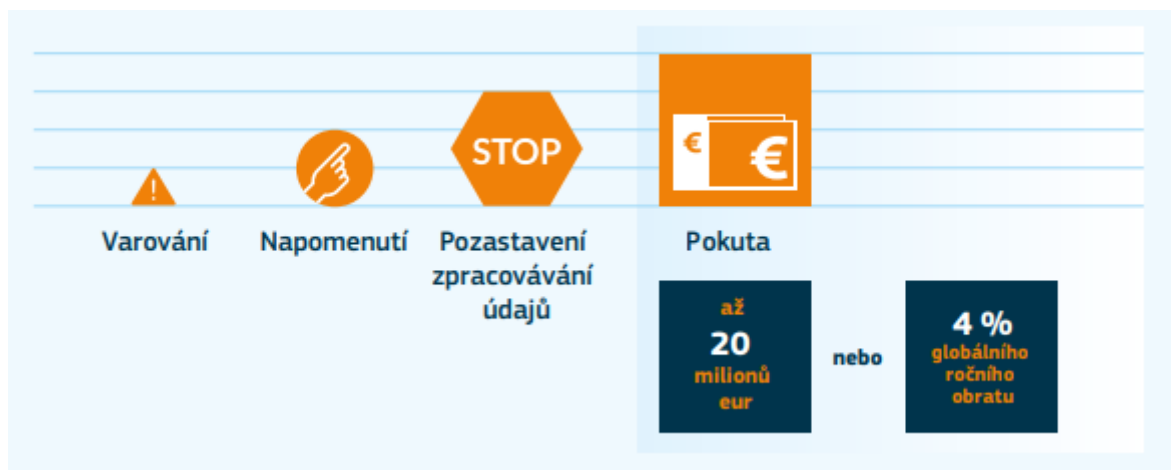 !
STOP
€ €
Varování
Napomenutí
Pozastavení
zpracovávání
údajů
Pokuta
až
20
milionů
eur
nebo
4 %
globálního
ročního
obratu